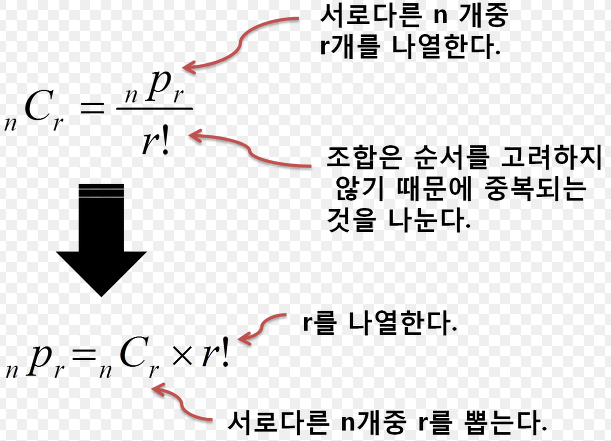 서로다른 n 개중
r개를 나열한다.
nCr = npr / r!
조합은 순서를 고려하지
않기 때문에 중복되는
것을 나눈다.
r를 나열한다.
npr = nCr × r!
서로다른 n개중 r를 뽑는다.